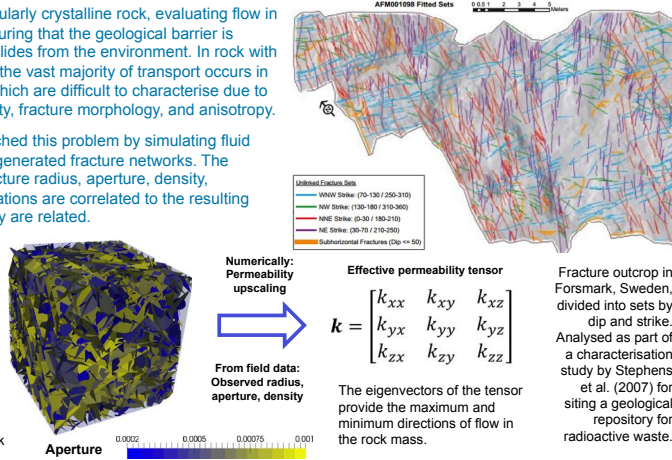 ularly crystalline rock, evaluating flow in
uring that the geological barrier is
lides from the environment. In rock with
the vast majority of transport occurs in
hich are difficult to characterise due to
ty, fracture morphology, and anisotropy.
ched this problem by simulating fluid
generated fracture networks. The
cture radius, aperture, density,
ations are correlated to the resulting
y are related.
AFM001098 Fitted Sets
0 0.5 1 2 3 4 5
Meters
N
Unlinked Fracture Sets
WNW Strike: (70-130 / 250-310)
NW Strike: (130-180 / 310-360)
NNE Strike: (0-30 / 180-210)
NE Strike: (30-70 / 210-250)
Subhorizontal Fractures (Dip <= 50)
Numerically:
Permeability
upscaling
From field data:
Observed radius,
aperture, density
Effective permeability tensor
k = [kxx kxy kxz
kyx kyy kyz
kzx kzy kzz]
The eigenvectors of the tensor
provide the maximum and
minimum directions of flow in
the rock mass.
Fracture outcrop in
Forsmark, Sweden,
divided into sets by
dip and strike.
Analysed as part of
a characterisation
study by Stephens
et al. (2007) for
siting a geological
repository for
radioactive waste.
k
Aperture
0.0002 0.0005 0.00075 0.001